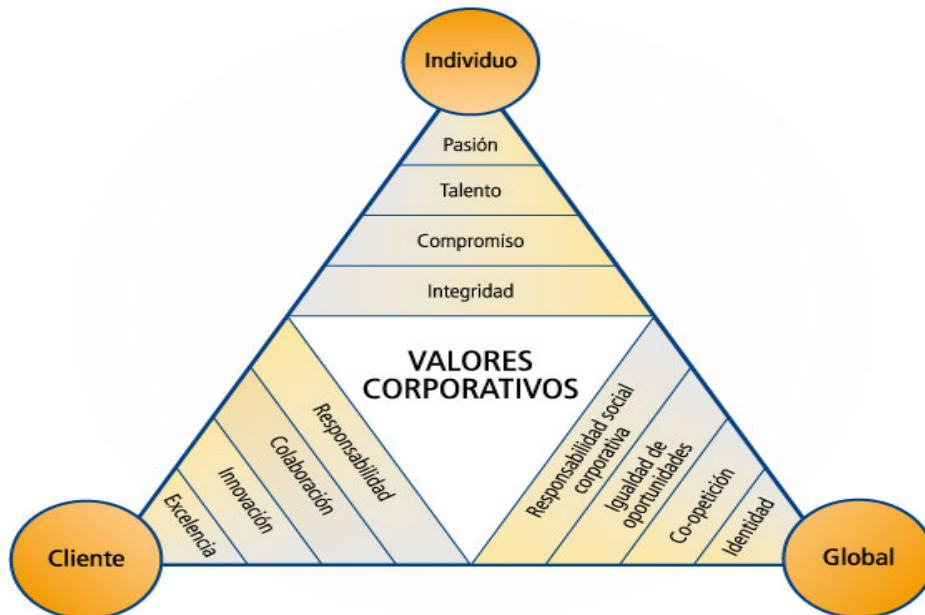 Individuo
Pasión
Talento
Compromiso
Integridad
VALORES
CORPORATIVOS
Cliente
Excelencia
Innovación
Colaboración
Responsabilidad
Responsabilidad social
corporativa
Igualdad de
oportunidades
Co-opetición
Identidad
Global